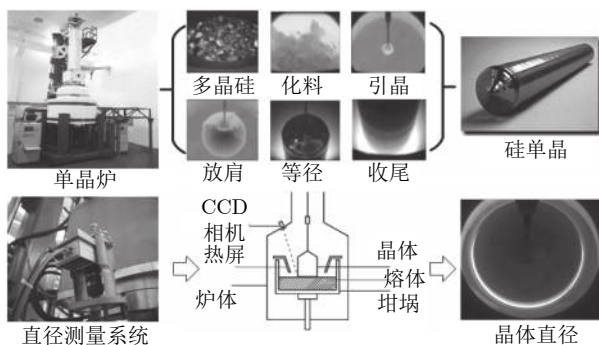 多晶硅 化料 引晶
放肩 等径 收尾
单晶炉
硅单晶
CCD
相机
热屏
炉体
晶体
熔体
坩埚
直径测量系统
晶体直径